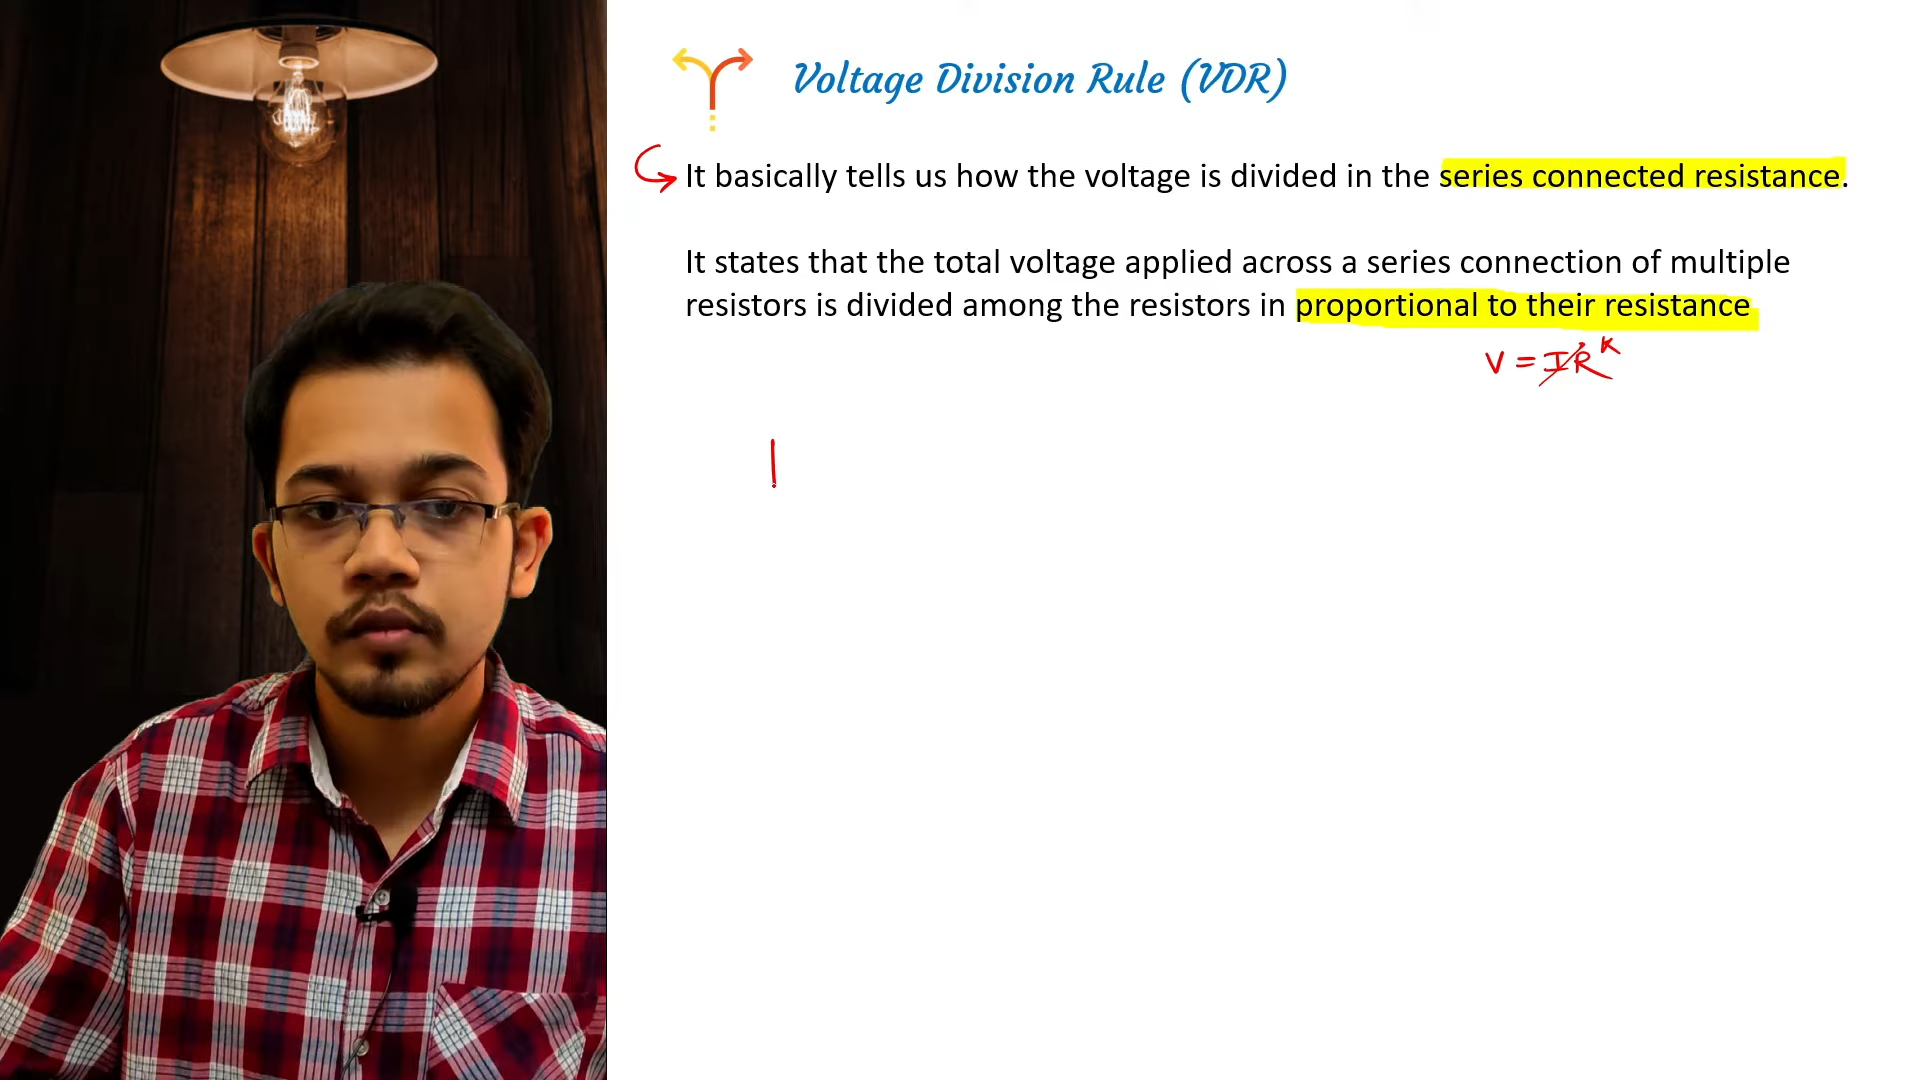 Voltage Division Rule (VDR)
It basically tells us how the voltage is divided in the series connected resistance.
It states that the total voltage applied across a series connection of multiple
resistors is divided among the resistors in proportional to their resistance
V = IR K